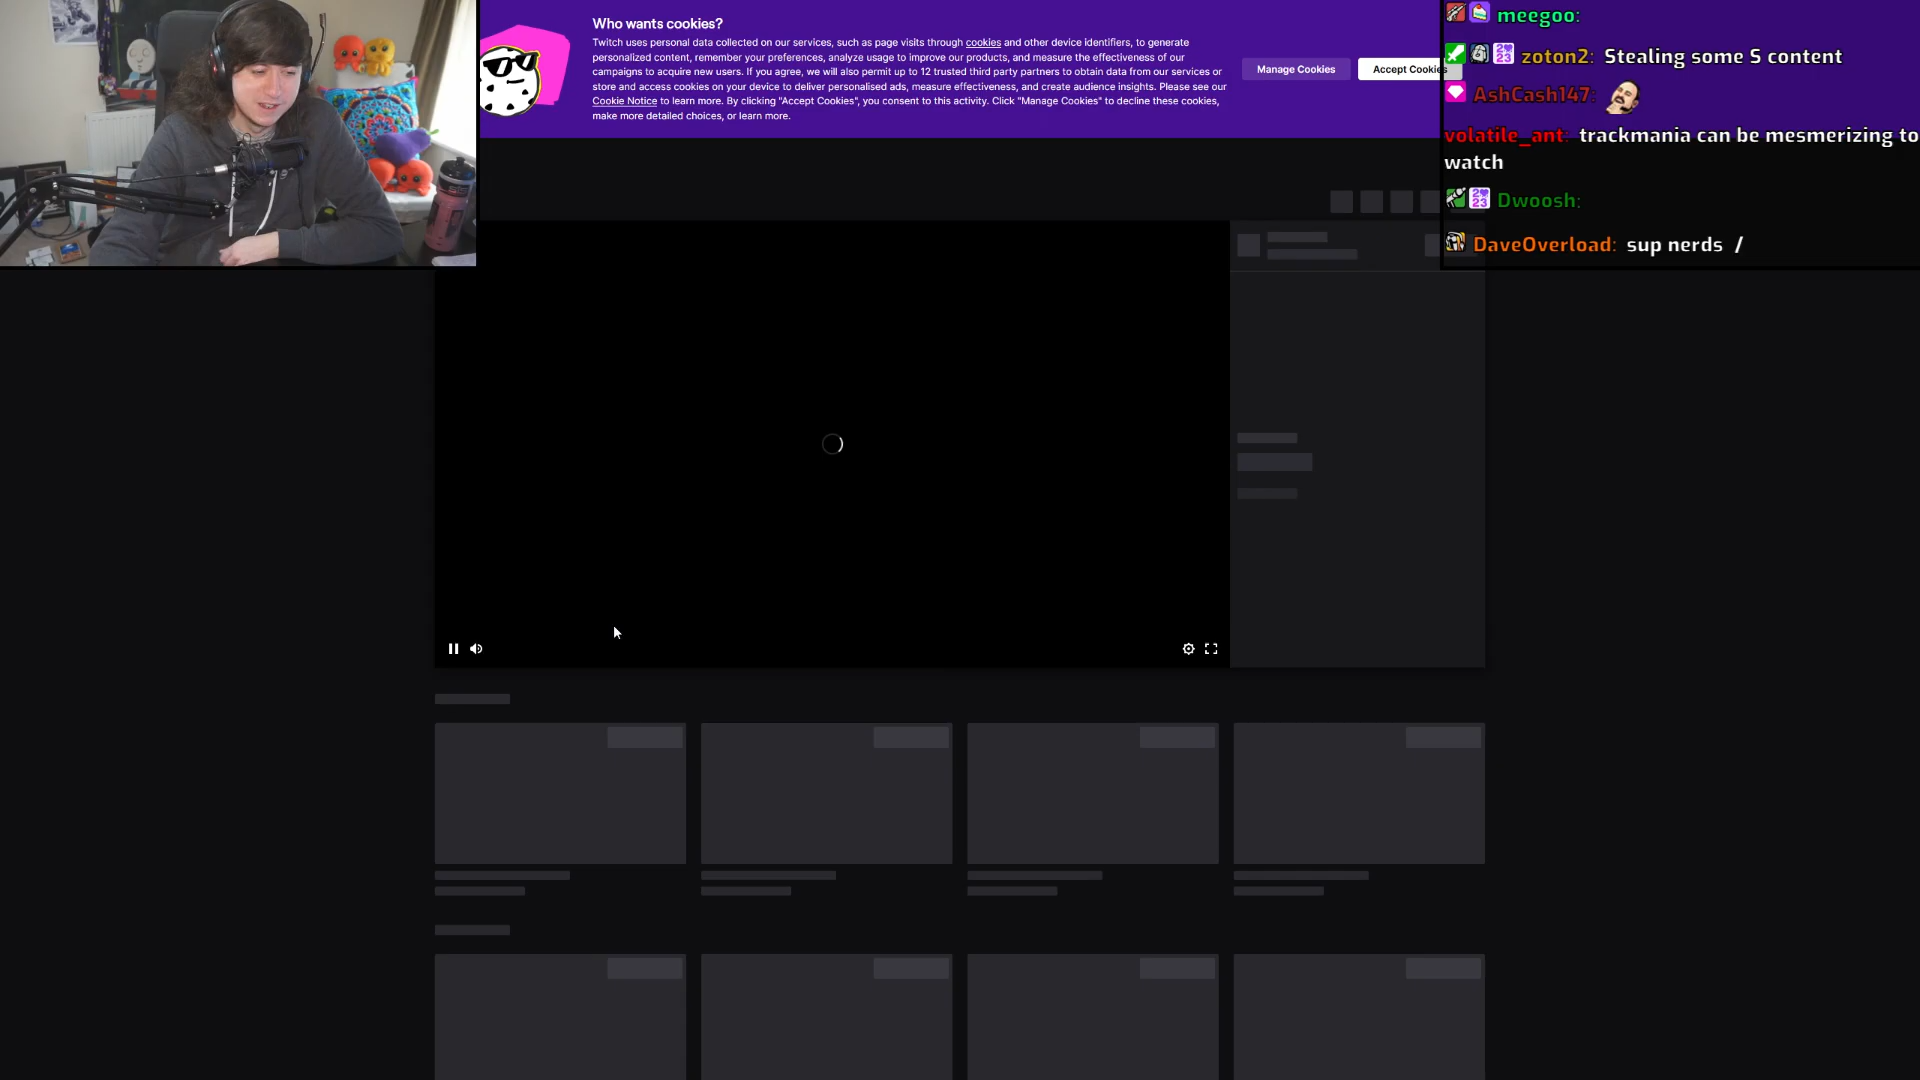 Who wants cookies?
Twitch uses personal data collected on our services, such as page visits through cookies and other device identifiers, to generate
personalized content, remember your preferences, analyze usage to improve our products, and measure the effectiveness of our
campaigns to acquire new users. If you agree, we will also permit up to 12 trusted third party partners to obtain data from our services or
store and access cookies on your device to deliver personalised ads, measure effectiveness, and create audience insights. Please see our
Cookie Notice to learn more. By clicking "Accept Cookies", you consent to this activity. Click "Manage Cookies" to decline these cookies,
make more detailed choices, or learn more.
Manage Cookies
Accept Cookies
meegoo:
zoton2: Stealing some S content
AshCash147:
volatile_ant: trackmania can be mesmerizing to
watch
Dwoosh:
DaveOverload: sup nerds /